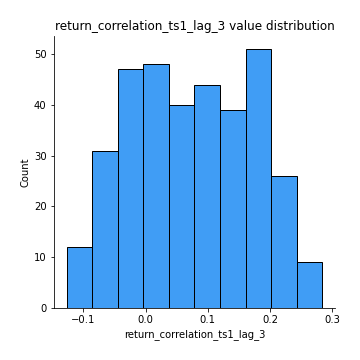 return_correlation_ts1_lag_3 value distribution
50
40
30
20
10
0
Count
−0.1 0.0 0.1 0.2 0.3
return_correlation_ts1_lag_3